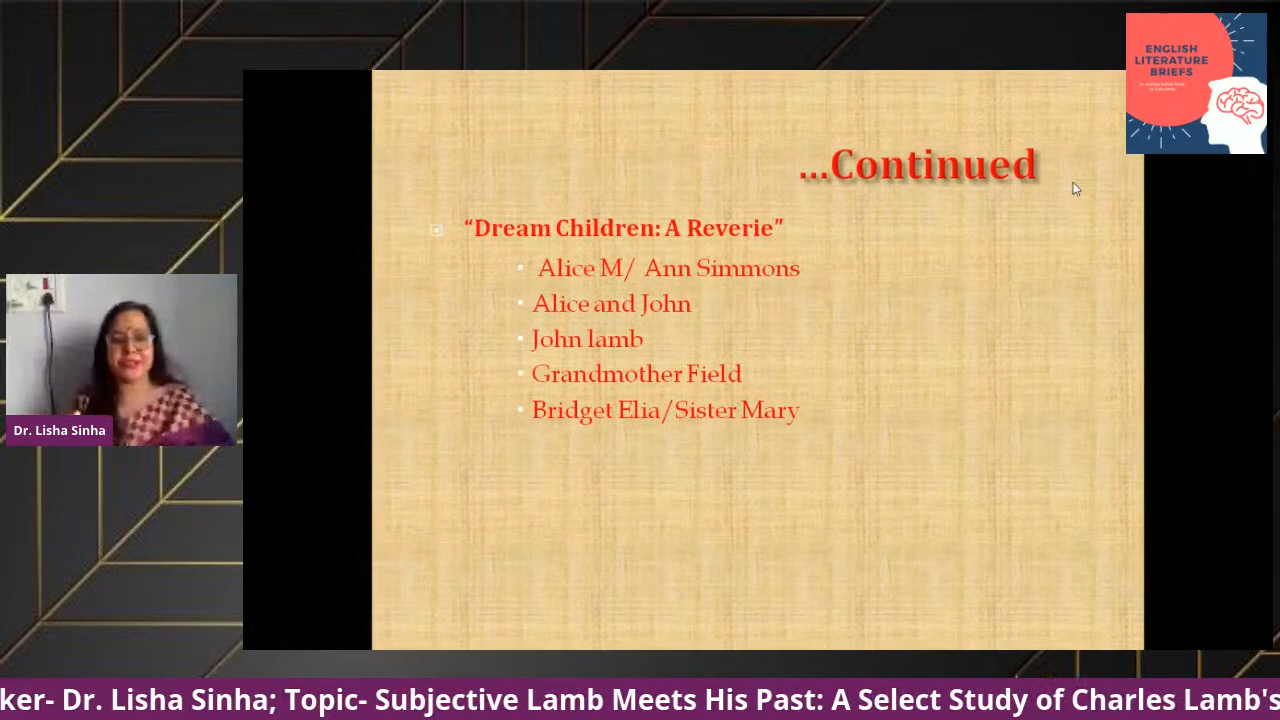 ENGLISH
LITERATURE
BRIEFS
...Continued
“Dream Children: A Reverie”
Alice M/ Ann Simmons
Alice and John
John lamb
Grandmother Field
Bridget Elia/Sister Mary
Dr. Lisha Sinha
ker- Dr. Lisha Sinha; Topic- Subjective Lamb Meets His Past: A Select Study of Charles Lamb's